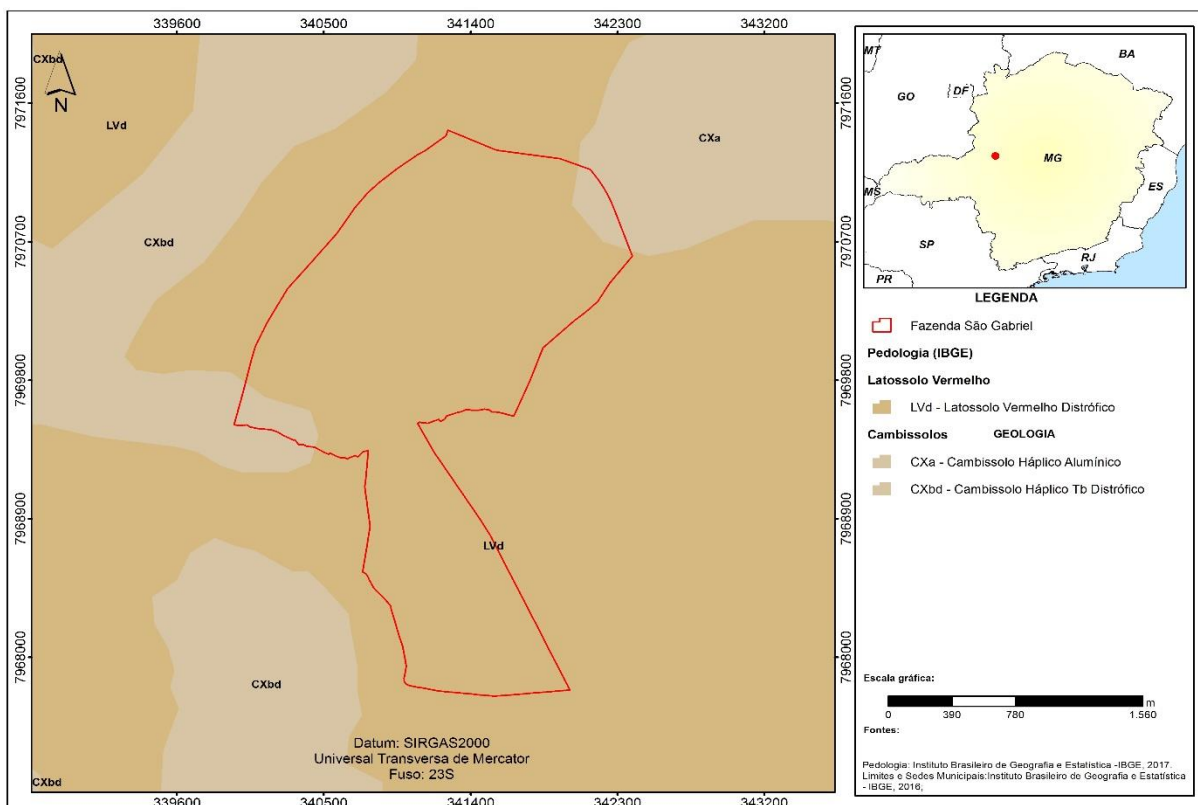 339600 340500 341400 342300 343200
7971600
7970700
7969800
7968900
7968000
CXbd
N
LVd
CXa
CXbd
LVd
CXbd
CXbd
Datum: SIRGAS2000
Universal Transversa de Mercator
Fuso: 23S
339600 340500 341400 342300 343200
7971600
7970700
7969800
7968900
7968000
MT
BA
GO
DF
MG
MS
ES
SP
RJ
PR
LEGENDA
Fazenda São Gabriel
Pedologia (IBGE)
Latossolo Vermelho
LVd - Latossolo Vermelho Distrófico
Cambissolos GEOLOGIA
CXa - Cambissolo Háplico Alumínico
CXbd - Cambissolo Háplico Tb Distrófico
Escala gráfica:
m
0 390 780 1.560
Fontes:
Pedologia: Instituto Brasileiro de Geografia e Estatística -IBGE, 2017.
Limites e Sedes Municipais:Instituto Brasileiro de Geografia e Estatística
- IBGE, 2016,